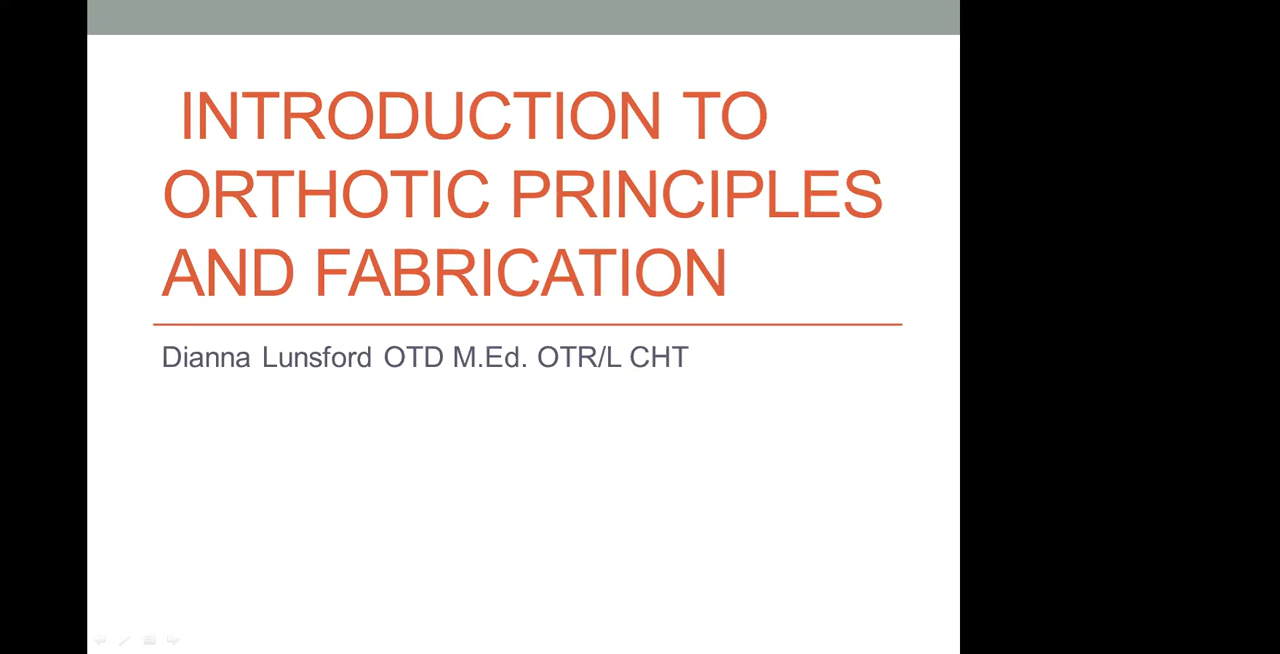 INTRODUCTION TO
ORTHOTIC PRINCIPLES
AND FABRICATION
Dianna Lunsford OTD M.Ed. OTR/L CHT